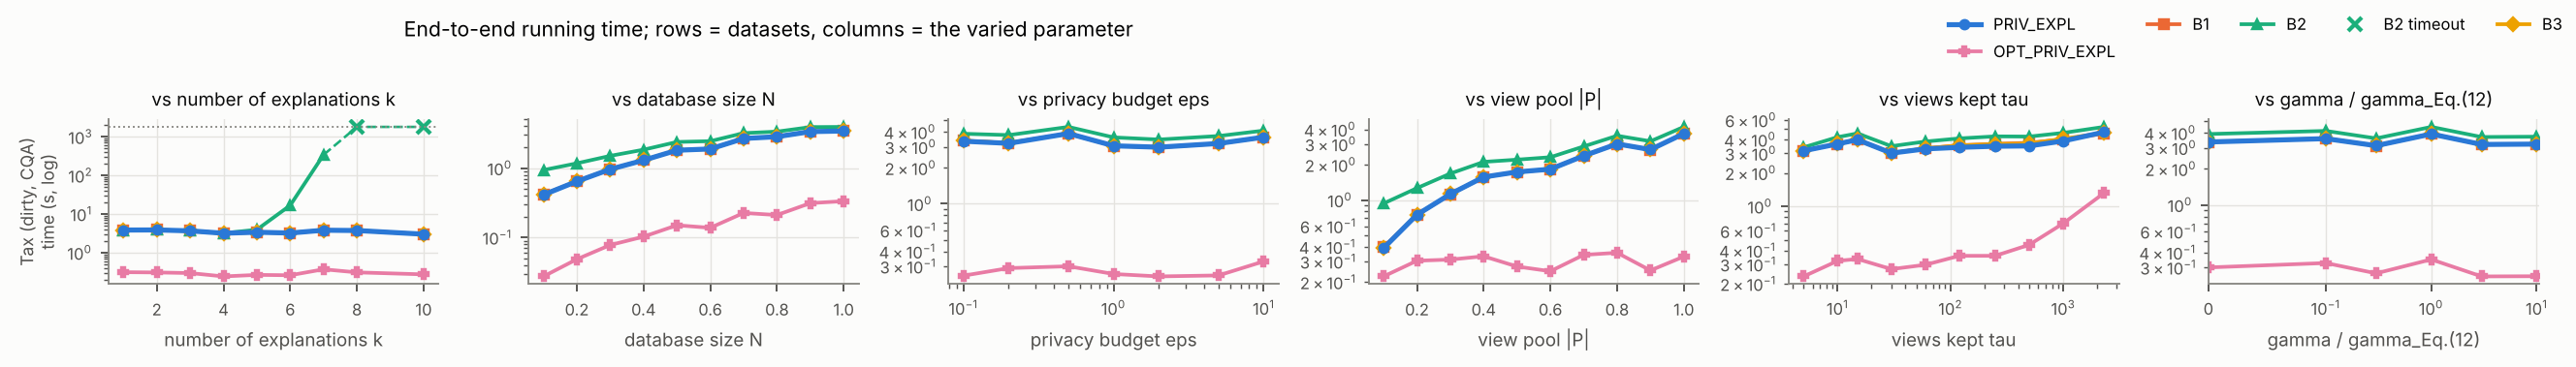 End-to-end running time; rows = datasets, columns = the varied parameter
PRIV_EXPL B1 B2 B2 timeout B3
OPT_PRIV_EXPL
vs number of explanations k
Tax (dirty, CQA)
time (s, log)
10³
10²
10¹
10⁰
2 4 6 8 10
number of explanations k
vs database size N
10⁰
10⁻¹
0.2 0.4 0.6 0.8 1.0
database size N
vs privacy budget eps
4 × 10⁰
3 × 10⁰
2 × 10⁰
10⁰
6 × 10⁻¹
4 × 10⁻¹
3 × 10⁻¹
10⁻¹ 10⁰ 10¹
privacy budget eps
vs view pool |P|
4 × 10⁰
3 × 10⁰
2 × 10⁰
10⁰
6 × 10⁻¹
4 × 10⁻¹
3 × 10⁻¹
2 × 10⁻¹
0.2 0.4 0.6 0.8 1.0
view pool |P|
vs views kept tau
6 × 10⁰
4 × 10⁰
3 × 10⁰
2 × 10⁰
10⁰
6 × 10⁻¹
4 × 10⁻¹
3 × 10⁻¹
2 × 10⁻¹
10¹ 10² 10³
views kept tau
vs gamma / gamma_Eq.(12)
4 × 10⁰
3 × 10⁰
2 × 10⁰
10⁰
6 × 10⁻¹
4 × 10⁻¹
3 × 10⁻¹
0 10⁻¹ 10⁰ 10¹
gamma / gamma_Eq.(12)